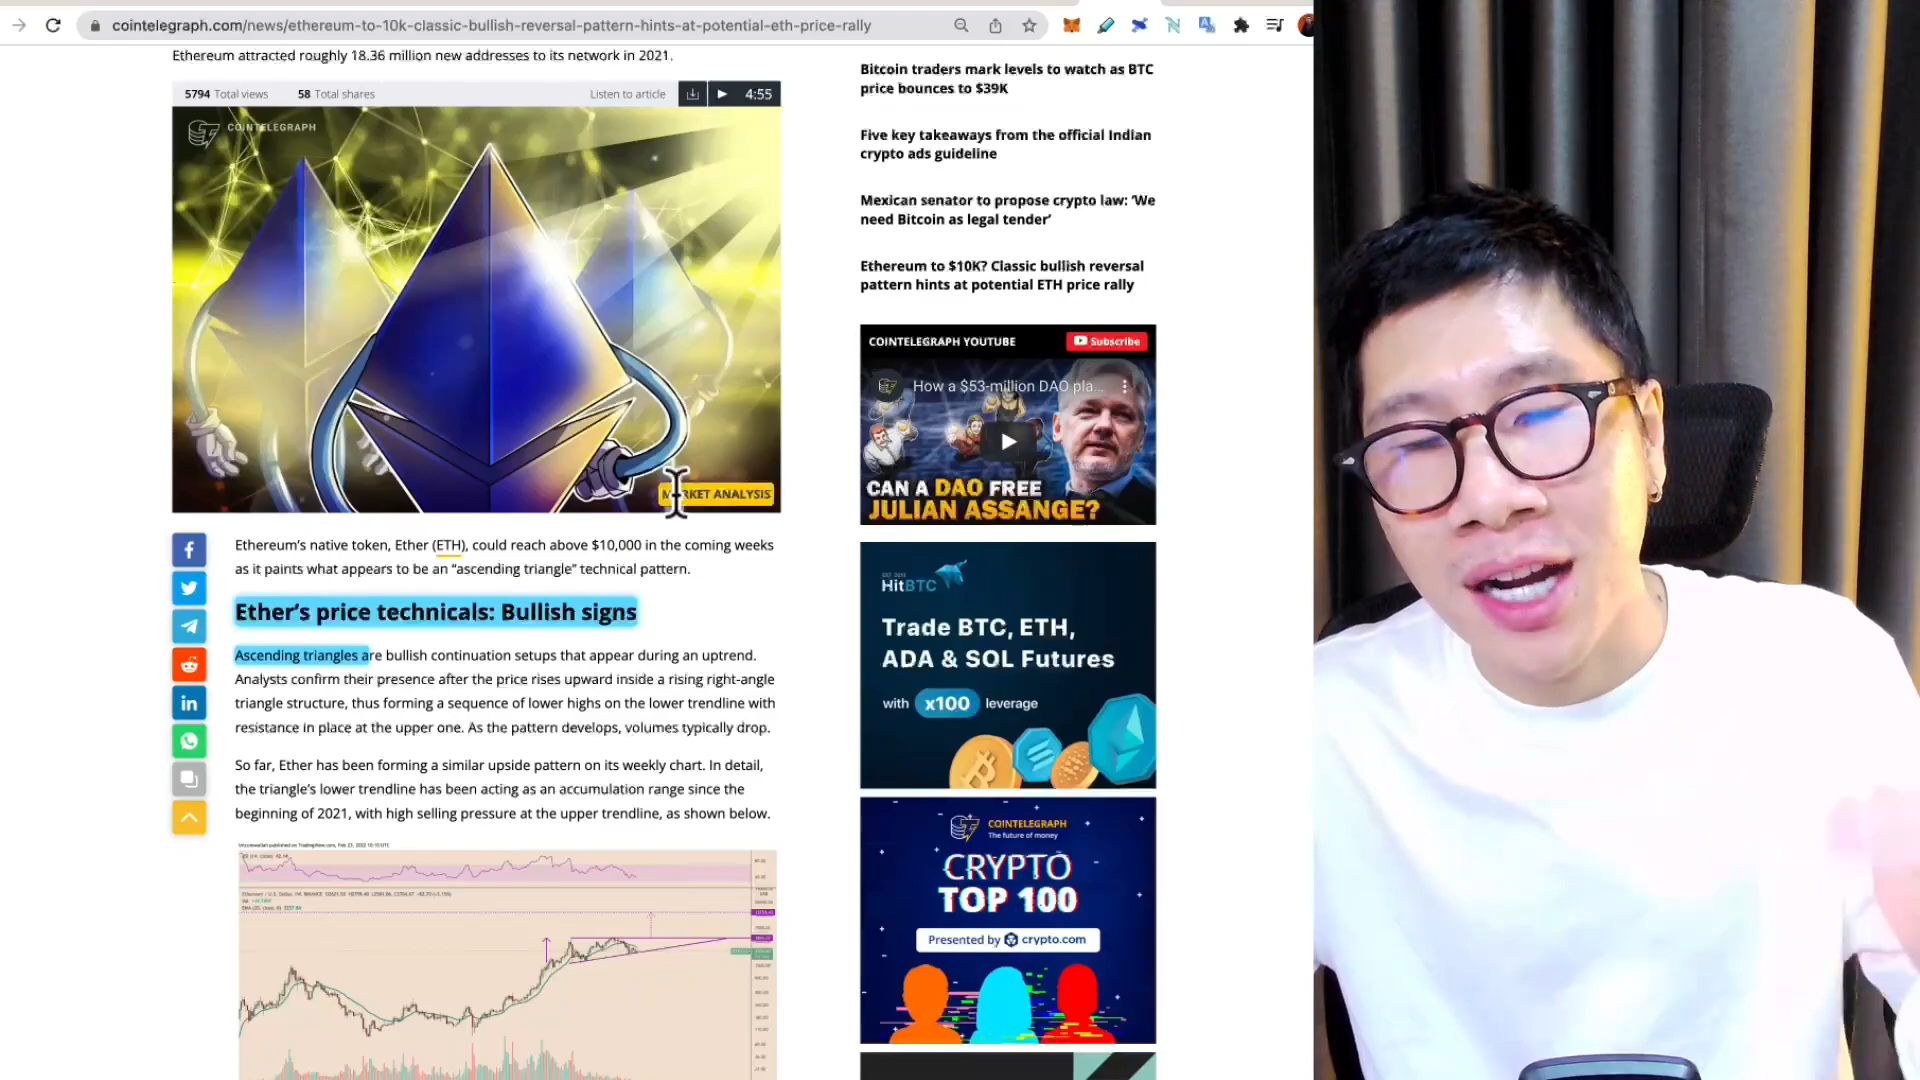 cointelegraph.com/news/ethereum-to-10k-classic-bullish-reversal-pattern-hints-at-potential-eth-price-rally
Ethereum attracted roughly 18.36 million new addresses to its network in 2021.
5794 Total views 58 Total shares Listen to article 4:55
COINTELEGRAPH
MARKET ANALYSIS
Ethereum's native token, Ether (ETH), could reach above $10,000 in the coming weeks
as it paints what appears to be an “ascending triangle” technical pattern.
Ether's price technicals: Bullish signs
Ascending triangles are bullish continuation setups that appear during an uptrend.
Analysts confirm their presence after the price rises upward inside a rising right-angle
triangle structure, thus forming a sequence of lower highs on the lower trendline with
resistance in place at the upper one. As the pattern develops, volumes typically drop.
So far, Ether has been forming a similar upside pattern on its weekly chart. In detail,
the triangle's lower trendline has been acting as an accumulation range since the
beginning of 2021, with high selling pressure at the upper trendline, as shown below.
Bitcoin traders mark levels to watch as BTC
price bounces to $39K
Five key takeaways from the official Indian
crypto ads guideline
Mexican senator to propose crypto law: ‘We
need Bitcoin as legal tender’
Ethereum to $10K? Classic bullish reversal
pattern hints at potential ETH price rally
COINTELEGRAPH YOUTUBE Subscribe
How a $53-million DAO pla...
CAN A DAO FREE
JULIAN ASSANGE?
HitBTC
Trade BTC, ETH,
ADA & SOL Futures
with x100 leverage
COINTELEGRAPH
The future of money
CRYPTO
TOP 100
Presented by crypto.com